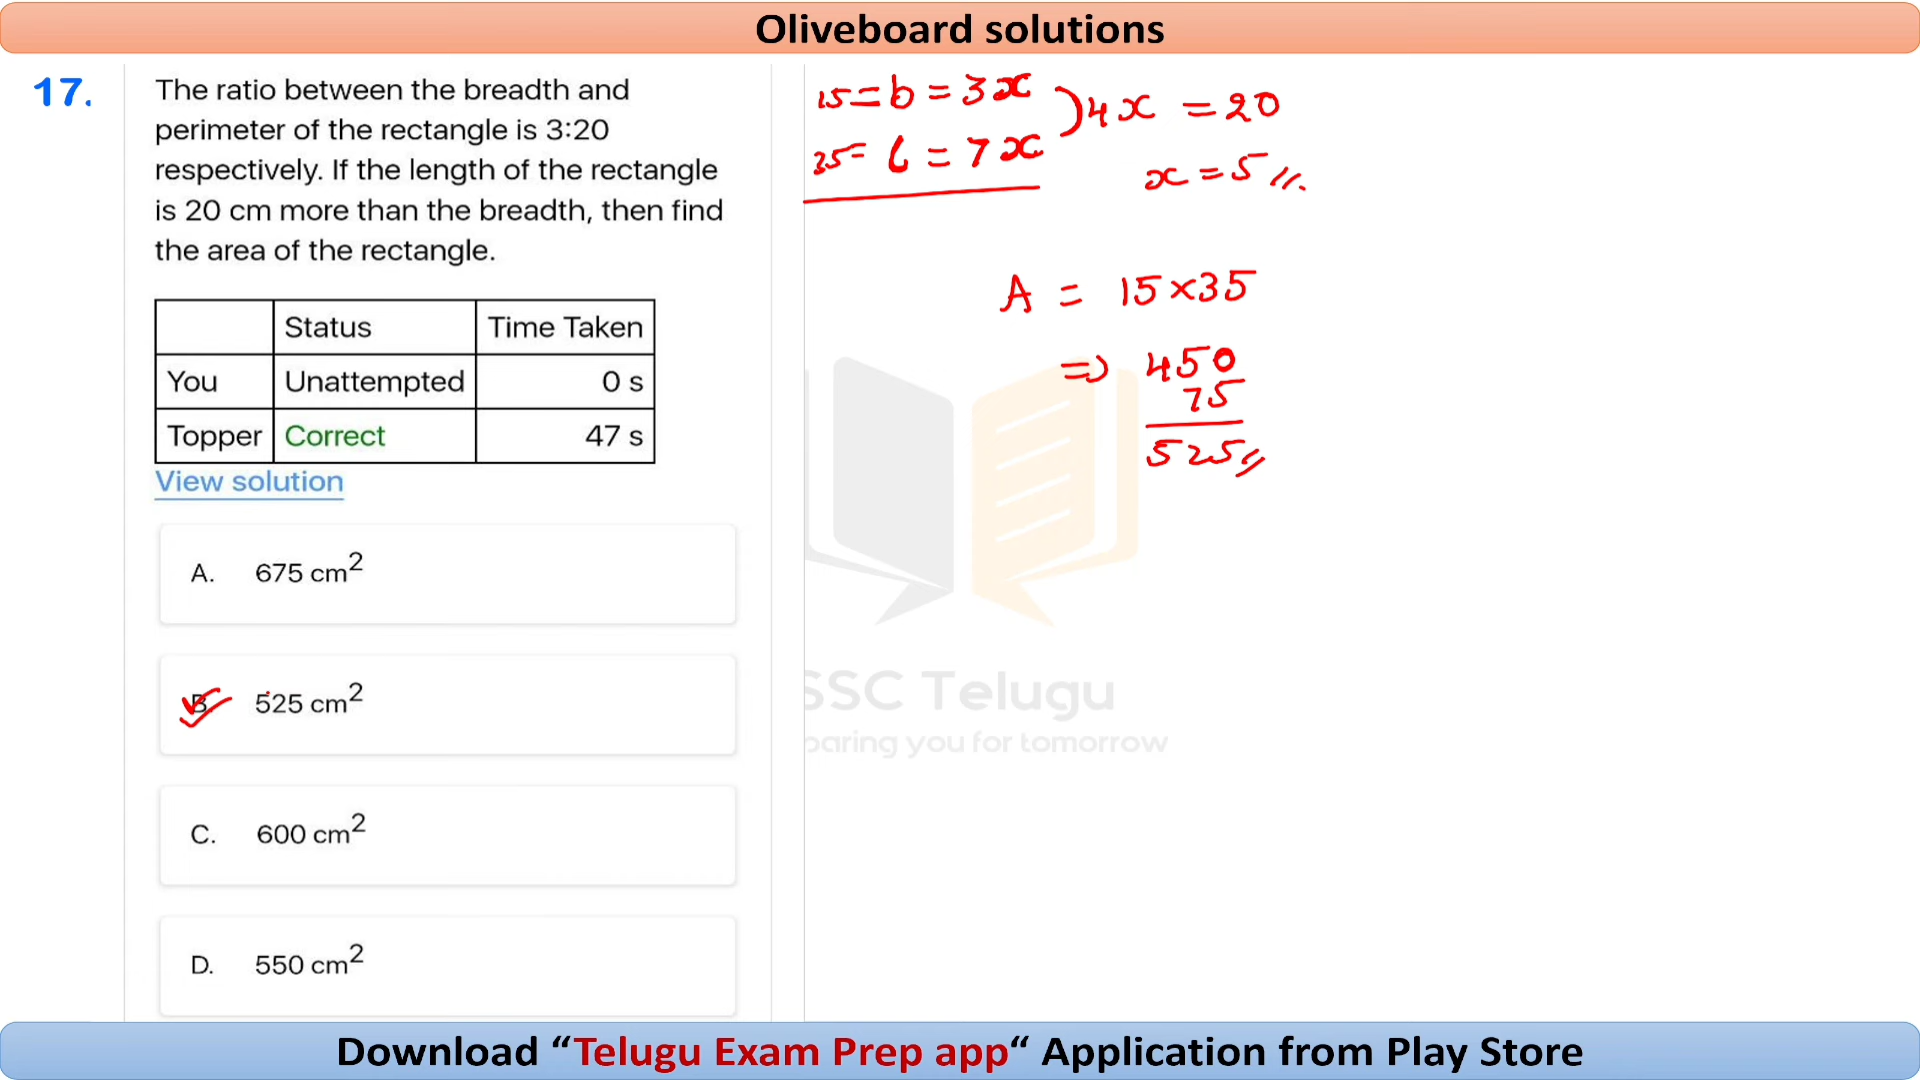 Oliveboard solutions
17.
The ratio between the breadth and
perimeter of the rectangle is 3:20
respectively. If the length of the rectangle
is 20 cm more than the breadth, then find
the area of the rectangle.
Status Time Taken
You Unattempted 0 s
Topper Correct 47 s
View solution
A. 675 cm²
B. 525 cm²
C. 600 cm²
D. 550 cm²
15 = b = 3x
35 = l = 7x
4x = 20
x = 5
A = 15×35
⇒ 450
75
525
SSC Telugu
paring you for tomorrow
Download “Telugu Exam Prep app“ Application from Play Store